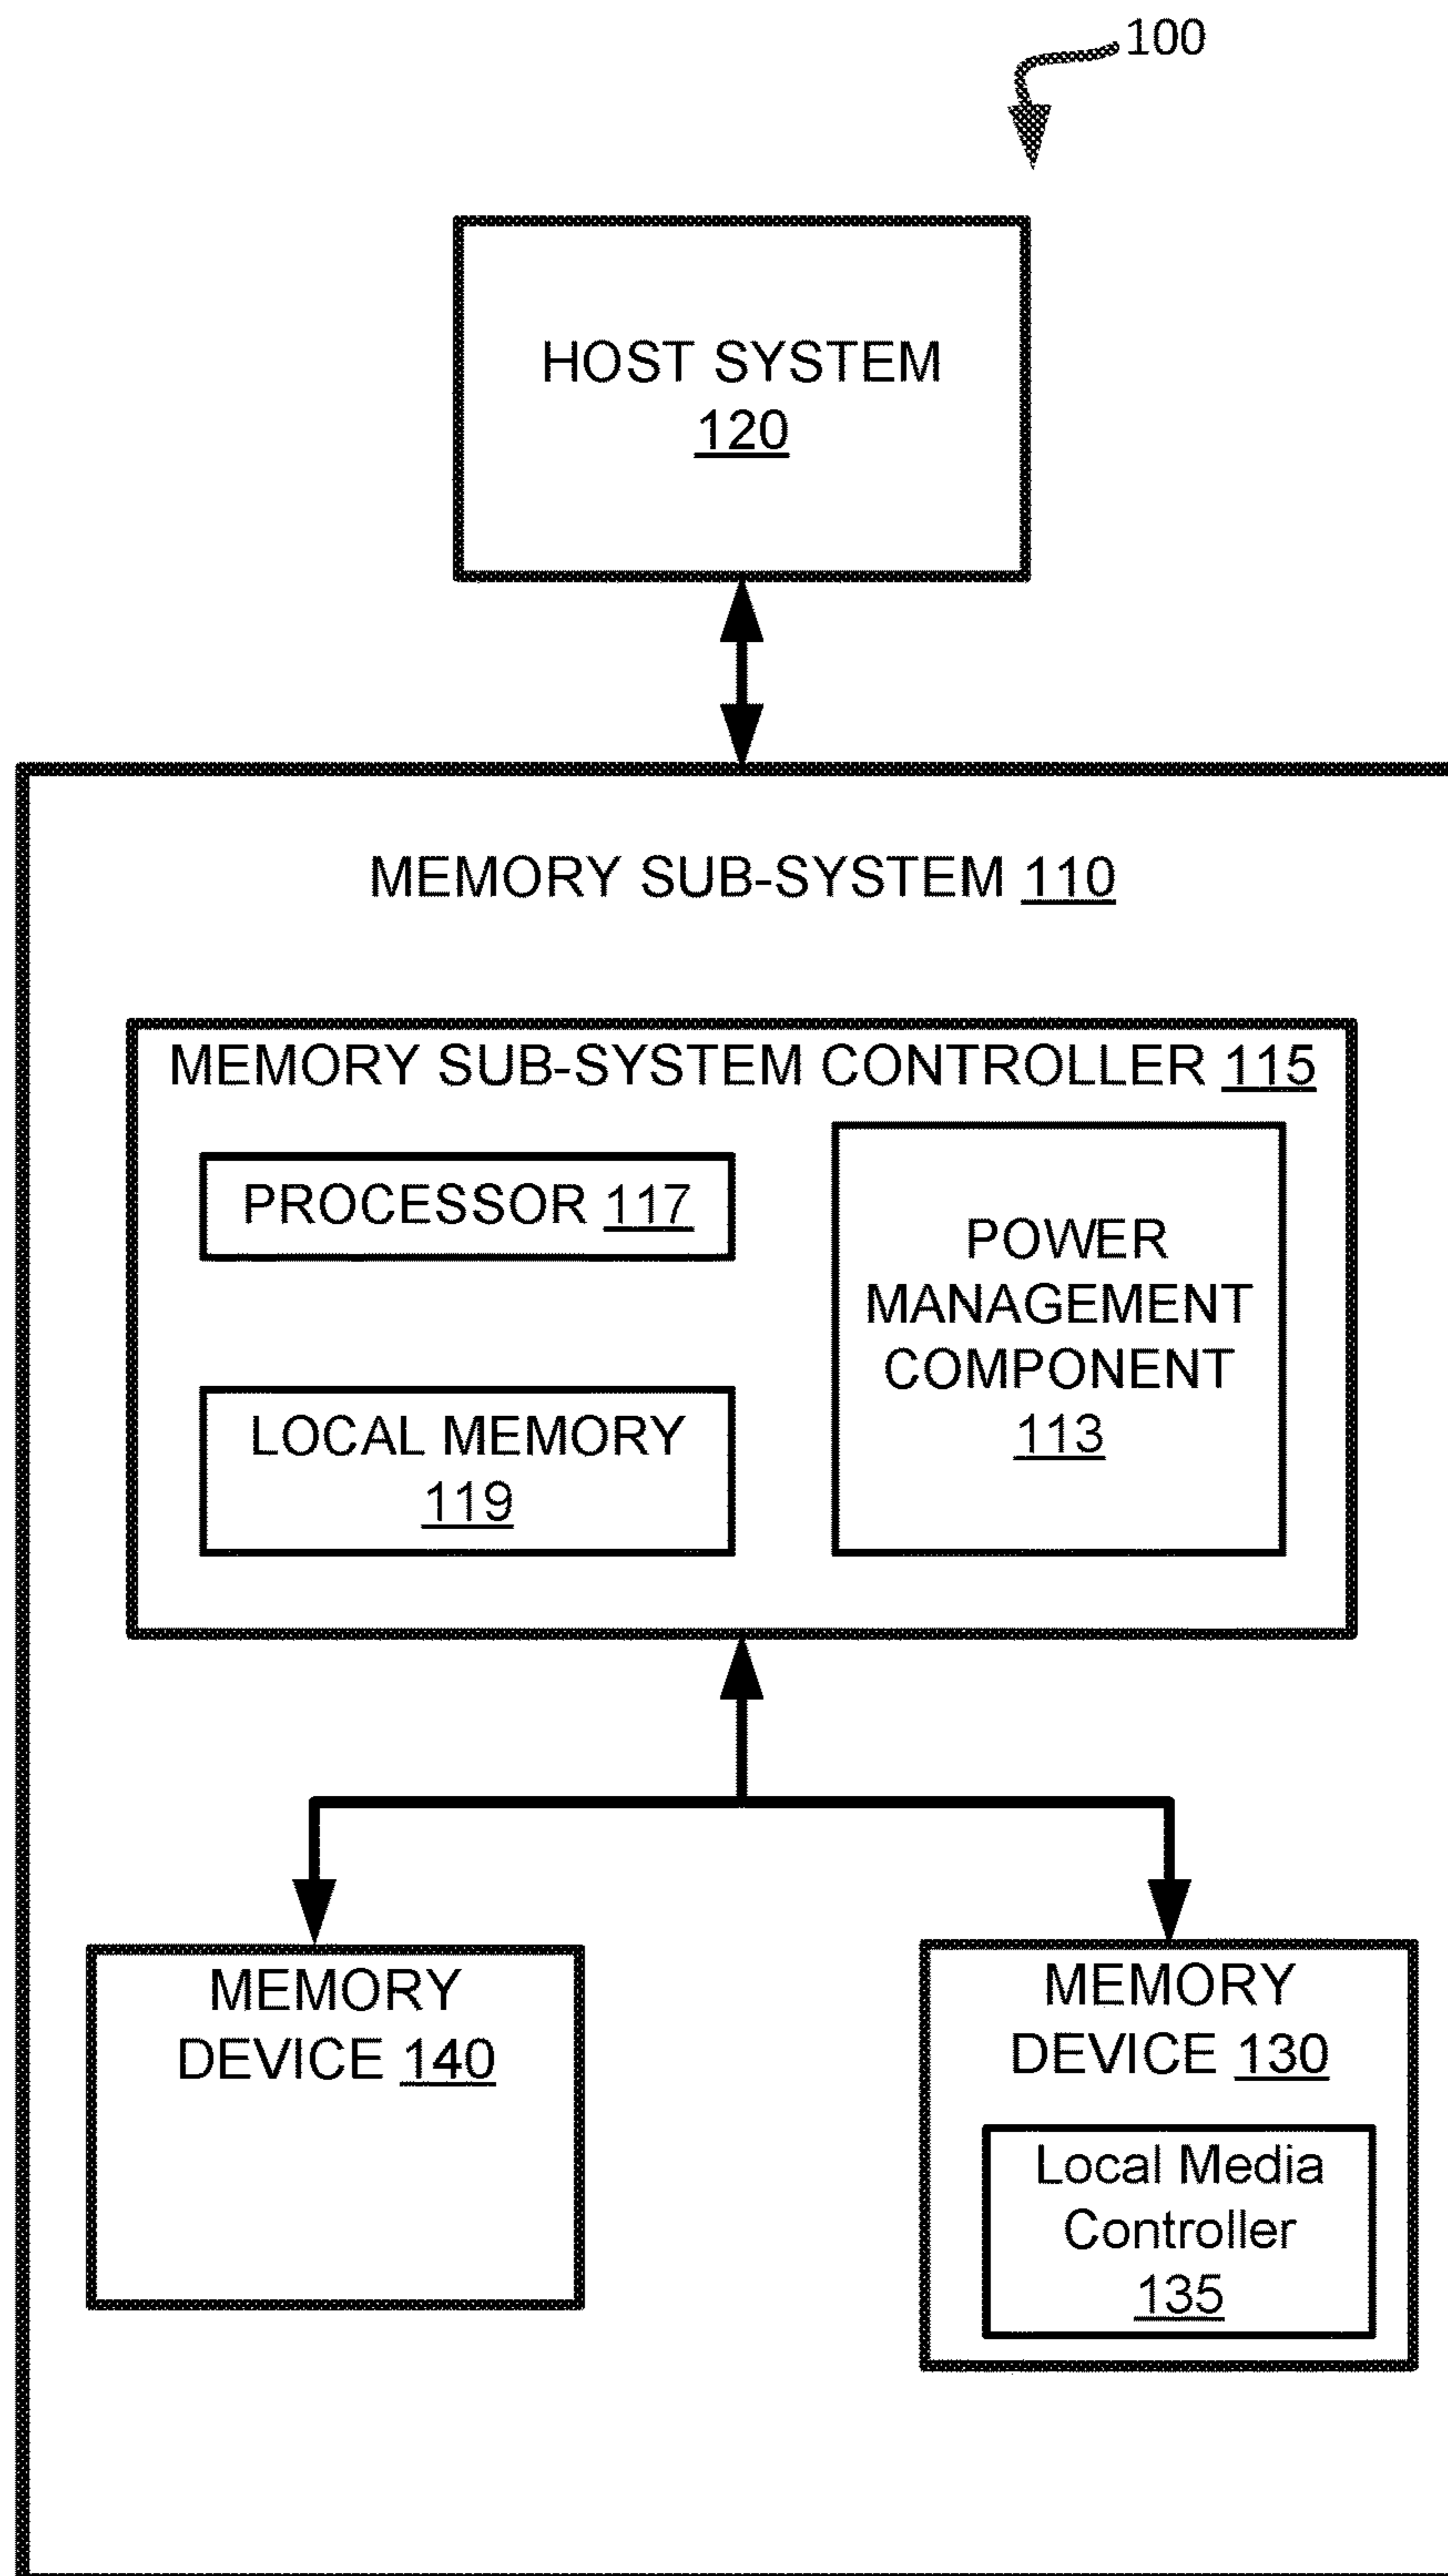 100
HOST SYSTEM
120
MEMORY SUB-SYSTEM 110
MEMORY SUB-SYSTEM CONTROLLER 115
PROCESSOR 117
POWER
MANAGEMENT
COMPONENT
113
LOCAL MEMORY
119
MEMORY
DEVICE 140
MEMORY
DEVICE 130
Local Media
Controller
135